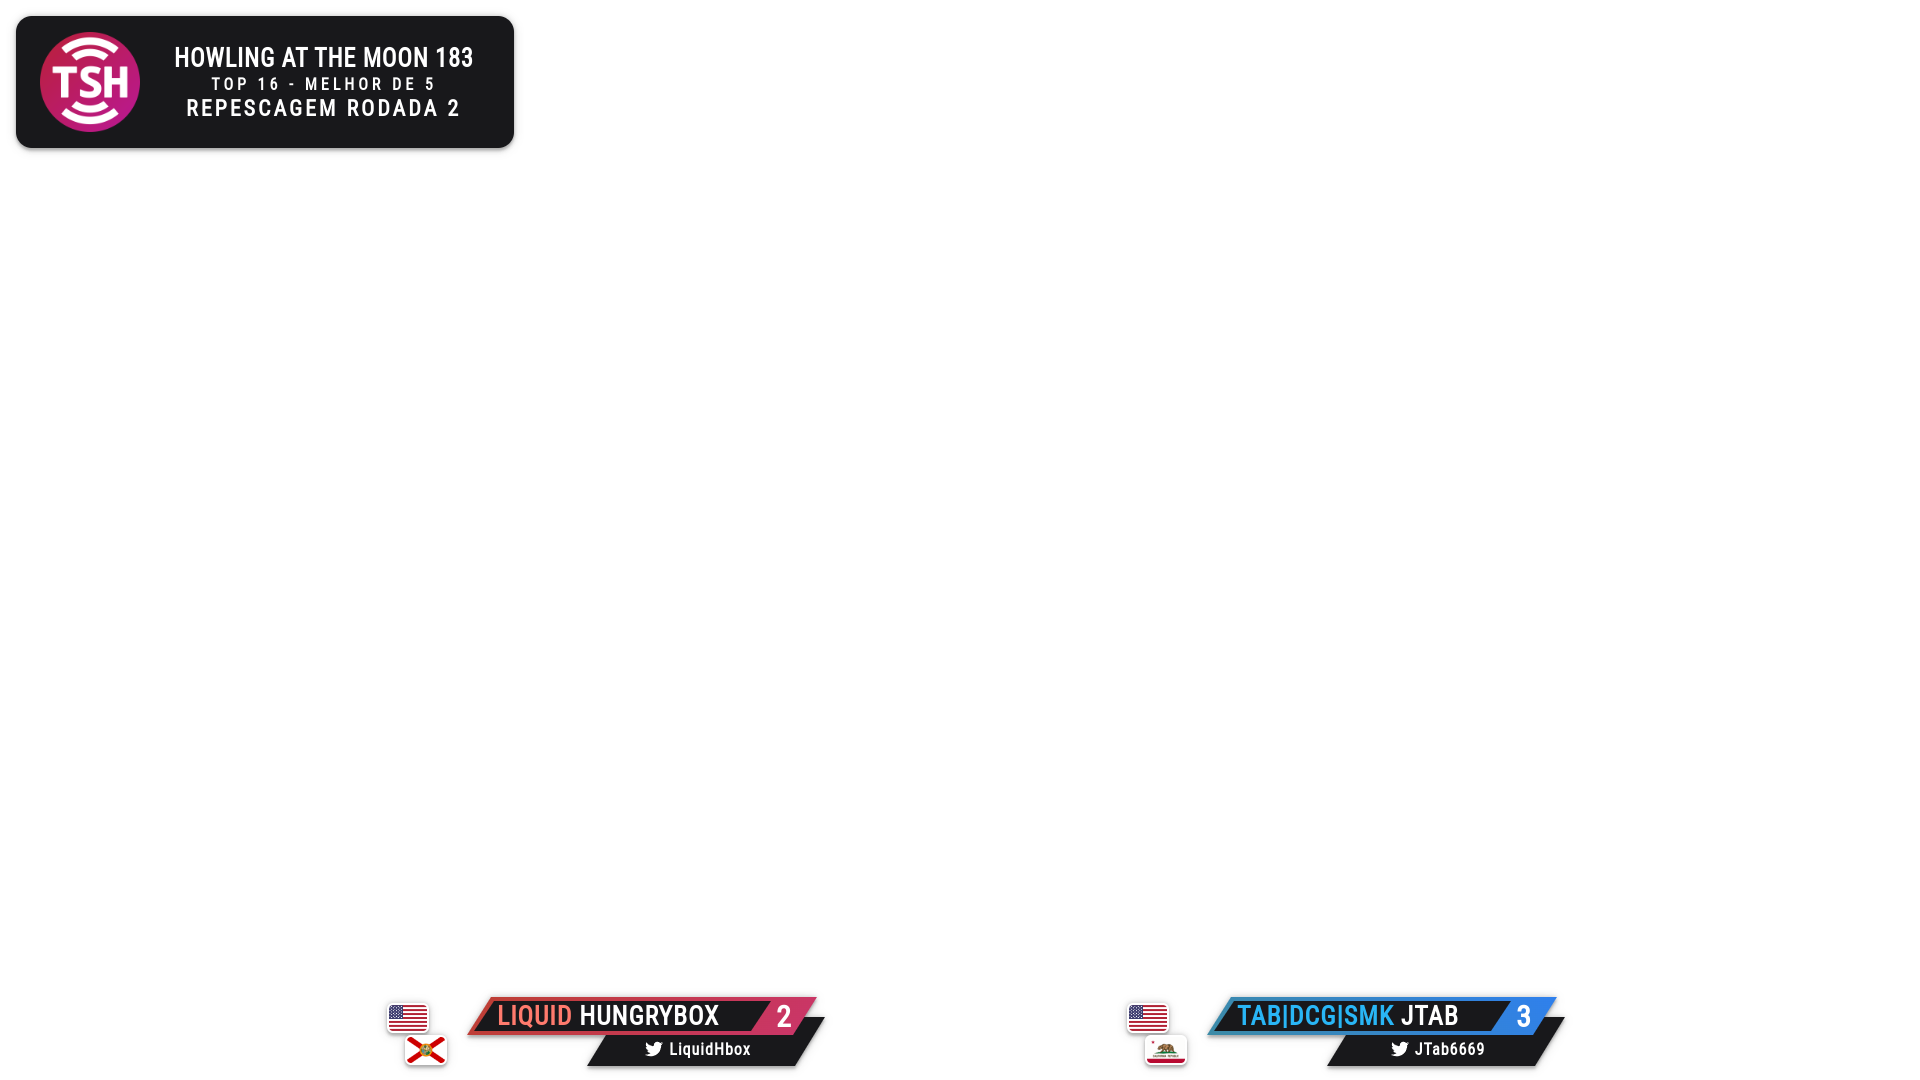 TSH
HOWLING AT THE MOON 183
TOP 16 - MELHOR DE 5
REPESCAGEM RODADA 2
LIQUID HUNGRYBOX 2
LiquidHbox
TAB|DCG|SMK JTAB 3
JTab6669